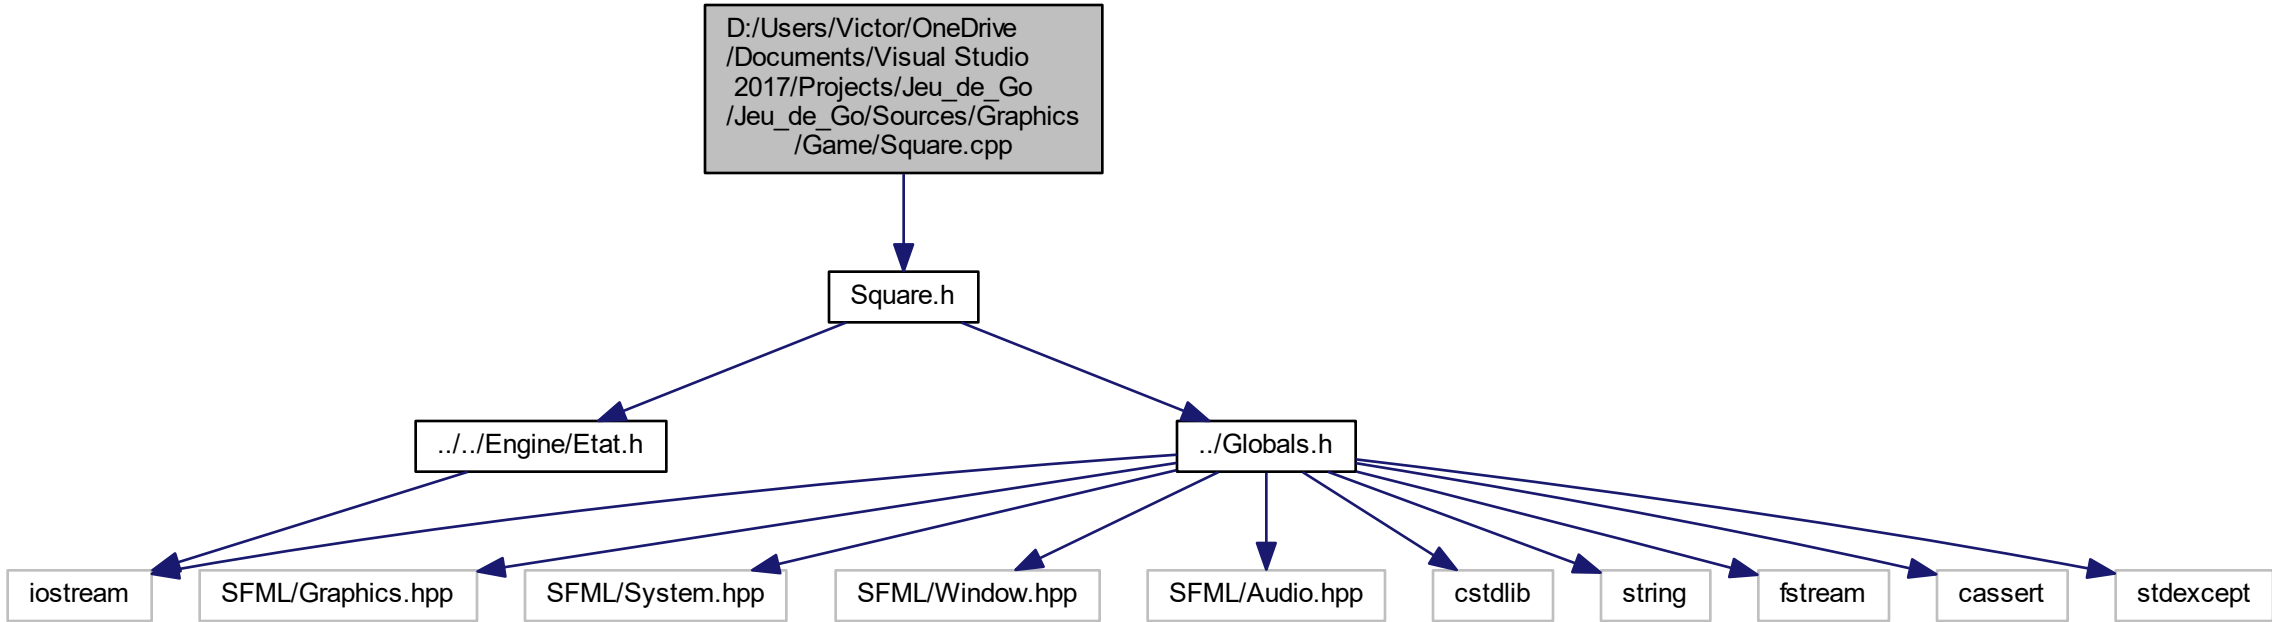 D:/Users/Victor/OneDrive
/Documents/Visual Studio
2017/Projects/Jeu_de_Go
/Jeu_de_Go/Sources/Graphics
/Game/Square.cpp
Square.h
../../Engine/Etat.h
../Globals.h
iostream
SFML/Graphics.hpp
SFML/System.hpp
SFML/Window.hpp
SFML/Audio.hpp
cstdlib
string
fstream
cassert
stdexcept